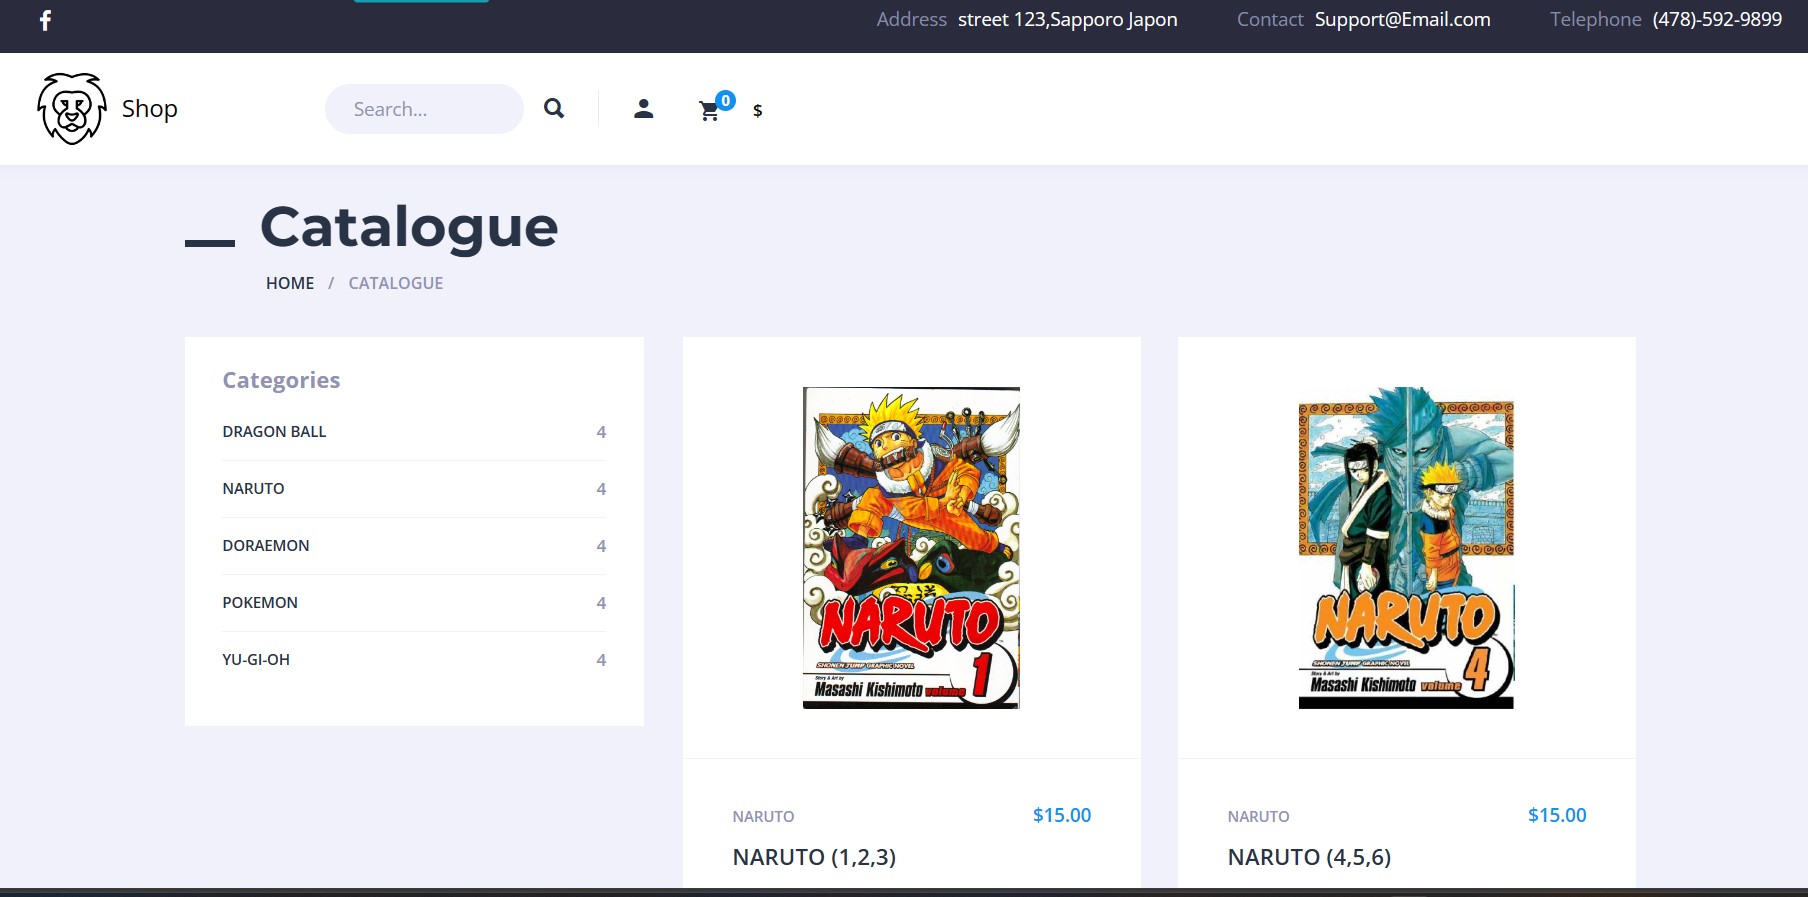 Address street 123,Sapporo Japon Contact Support@Email.com Telephone (478)-592-9899
Shop
Search...
0
$
Catalogue
HOME / CATALOGUE
Categories
DRAGON BALL 4
NARUTO 4
DORAEMON 4
POKEMON 4
YU-GI-OH 4
NARUTO
SHONEN JUMP GRAPHIC NOVEL
Story & Art by
Masashi Kishimoto volume 1
NARUTO $15.00
NARUTO (1,2,3)
NARUTO
SHONEN JUMP GRAPHIC NOVEL
Story & Art by
Masashi Kishimoto volume 4
NARUTO $15.00
NARUTO (4,5,6)